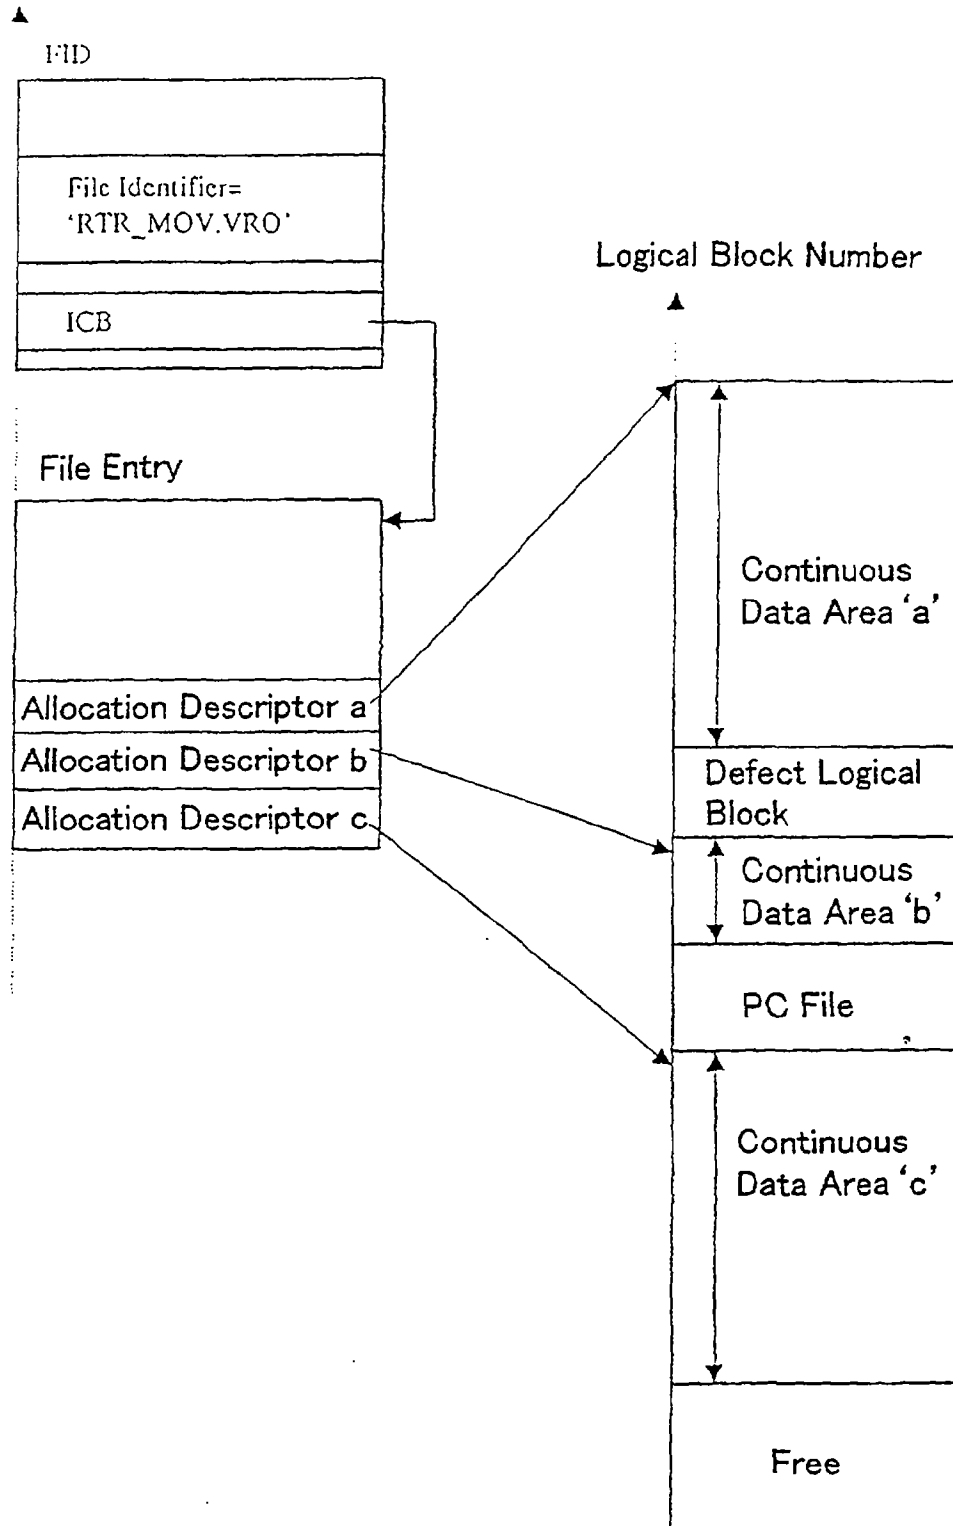 FID
File Identifier=
‘RTR_MOV.VRO’
ICB
File Entry
Allocation Descriptor a
Allocation Descriptor b
Allocation Descriptor c
Logical Block Number
Continuous
Data Area ‘a’
Defect Logical
Block
Continuous
Data Area ‘b’
PC File
Continuous
Data Area ‘c’
Free